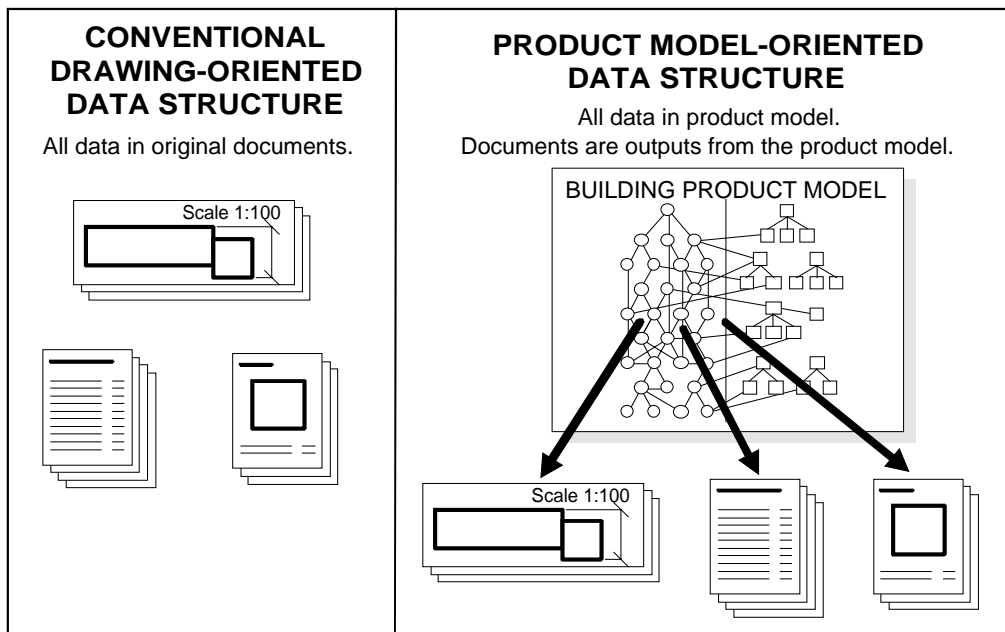 CONVENTIONAL
DRAWING-ORIENTED
DATA STRUCTURE
All data in original documents.
Scale 1:100
PRODUCT MODEL-ORIENTED
DATA STRUCTURE
All data in product model.
Documents are outputs from the product model.
BUILDING PRODUCT MODEL
Scale 1:100